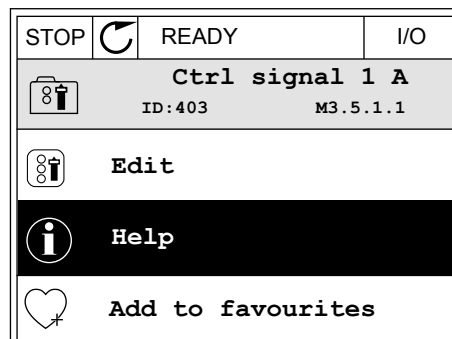 STOP READY I/O
Ctrl signal 1 A
ID:403 M3.5.1.1
Edit
Help
Add to favourites